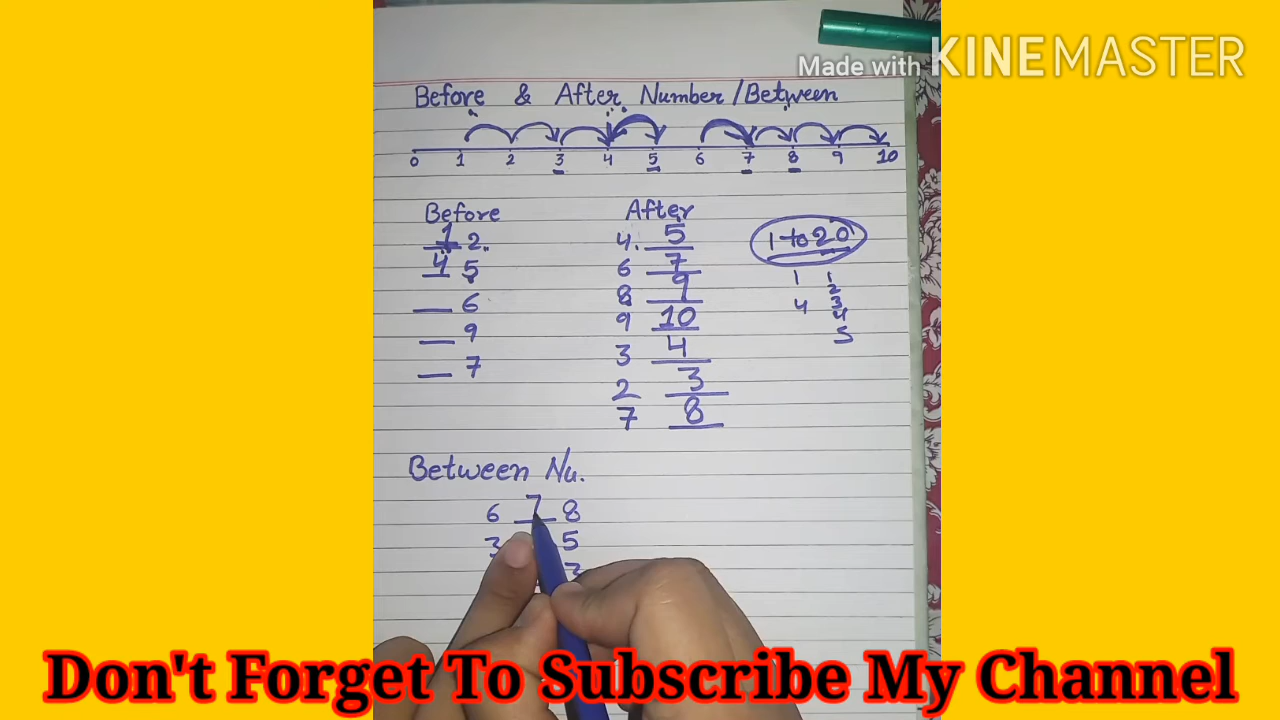 Made with KINEMASTER
Before & After Number/Between
0 1 2 3 4 5 6 7 8 9 10
Before
1 2
4 5
__ 6
__ 9
__ 7
After
4 5
6 7
8 9
9 10
3 4
2 3
7 8
1 to 20
1 1
2
4 3
4
5
Between Nu.
6 7 8
3 5
Don't Forget To Subscribe My Channel